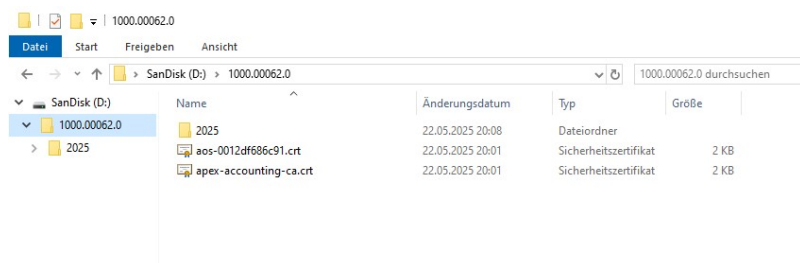 1000.00062.0
Datei Start Freigeben Ansicht
SanDisk (D:) 1000.00062.0 1000.00062.0 durchsuchen
SanDisk (D:) Name Änderungsdatum Typ Größe
1000.00062.0 2025 22.05.2025 20:08 Dateiordner
2025 aos-0012df686c91.crt 22.05.2025 20:01 Sicherheitszertifikat 2 KB
apex-accounting-ca.crt 22.05.2025 20:01 Sicherheitszertifikat 2 KB